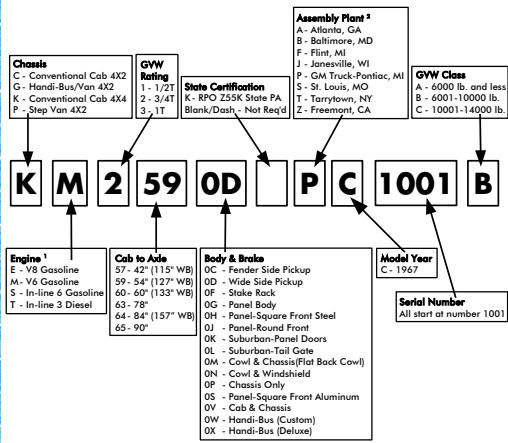 Chassis
C - Conventional Cab 4X2
G - Handi-Bus/Van 4X2
K - Conventional Cab 4X4
P - Step Van 4X2
GVW
Rating
1 - 1/2T
2 - 3/4T
3 - 1T
State Certification
K- RPO Z55K State PA
Blank/Dash - Not Req'd
Assembly Plant 2
A- Atlanta, GA
B - Baltimore, MD
F - Flint, MI
J - Janesville, WI
P - GM Truck-Pontiac, MI
S - St. Louis, MO
T - Tarrytown, NY
Z - Freemont, CA
GVW Class
A - 6000 lb. and less
B - 6001-10000 lb.
C - 10001-14000 lb.
K M 2 59 0D P C 1001 B
Engine 1
E - V8 Gasoline
M- V6 Gasoline
S - In-line 6 Gasoline
T - In-line 3 Diesel
Cab to Axle
57 - 42" (115" WB)
59 - 54" (127" WB)
60 - 60" (133" WB)
63 - 78"
64 - 84" (157" WB)
65 - 90"
Body & Brake
0C - Fender Side Pickup
0D - Wide Side Pickup
0F - Stake Rack
0G - Panel Body
0H - Panel-Square Front Steel
0J - Panel-Round Front
0K - Suburban-Panel Doors
0L - Suburban-Tail Gate
0M - Cowl & Chassis(Flat Back Cowl)
0N - Cowl & Windshield
0P - Chassis Only
0S - Panel-Square Front Aluminum
0V - Cab & Chassis
0W - Handi-Bus (Custom)
0X - Handi-Bus (Deluxe)
Model Year
C - 1967
Serial Number
All start at number 1001